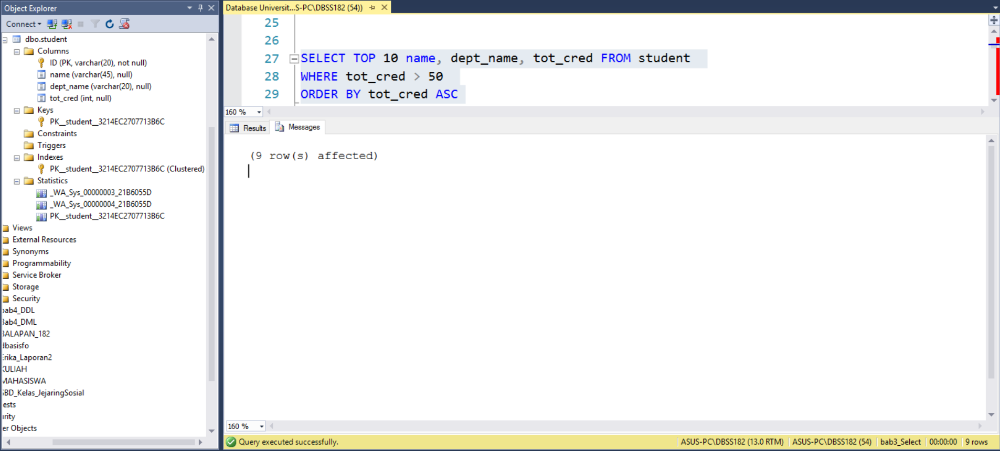 Object Explorer
Connect
dbo.student
Columns
ID (PK, varchar(20), not null)
name (varchar(45), null)
dept_name (varchar(20), null)
tot_cred (int, null)
Keys
PK__student__3214EC2707713B6C
Constraints
Triggers
Indexes
PK__student__3214EC2707713B6C (Clustered)
Statistics
_WA_Sys_00000003_21B6055D
_WA_Sys_00000004_21B6055D
PK__student__3214EC2707713B6C
Views
External Resources
Synonyms
Programmability
Service Broker
Storage
Security
bab4_DDL
Bab4_DML
BALAPAN_182
dbasisfo
Erika_Laporan2
KULIAH
MAHASISWA
SBD_Kelas_JejaringSosial
ests
urity
er Objects
Database Universit...S-PC\DBSS182 (54))
25
26
27 SELECT TOP 10 name, dept_name, tot_cred FROM student
28 WHERE tot_cred > 50
29 ORDER BY tot_cred ASC
160 %
Results Messages
(9 row(s) affected)
160 %
Query executed successfully. ASUS-PC\DBSS182 (13.0 RTM) ASUS-PC\DBSS182 (54) bab3_Select 00:00:00 9 rows